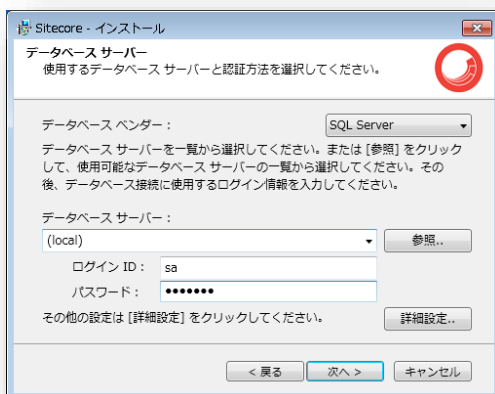 Sitecore - インストール
データベース サーバー
使用するデータベース サーバーと認証方法を選択してください。
データベース ベンダー：
SQL Server
データベース サーバーを一覧から選択してください。または [参照] をクリック
して、使用可能なデータベース サーバーの一覧から選択してください。その
後、データベース接続に使用するログイン情報を入力してください。
データベース サーバー：
(local)
参照..
ログイン ID： sa
パスワード： •••••••
その他の設定は [詳細設定] をクリックしてください。
詳細設定..
< 戻る 次へ > キャンセル